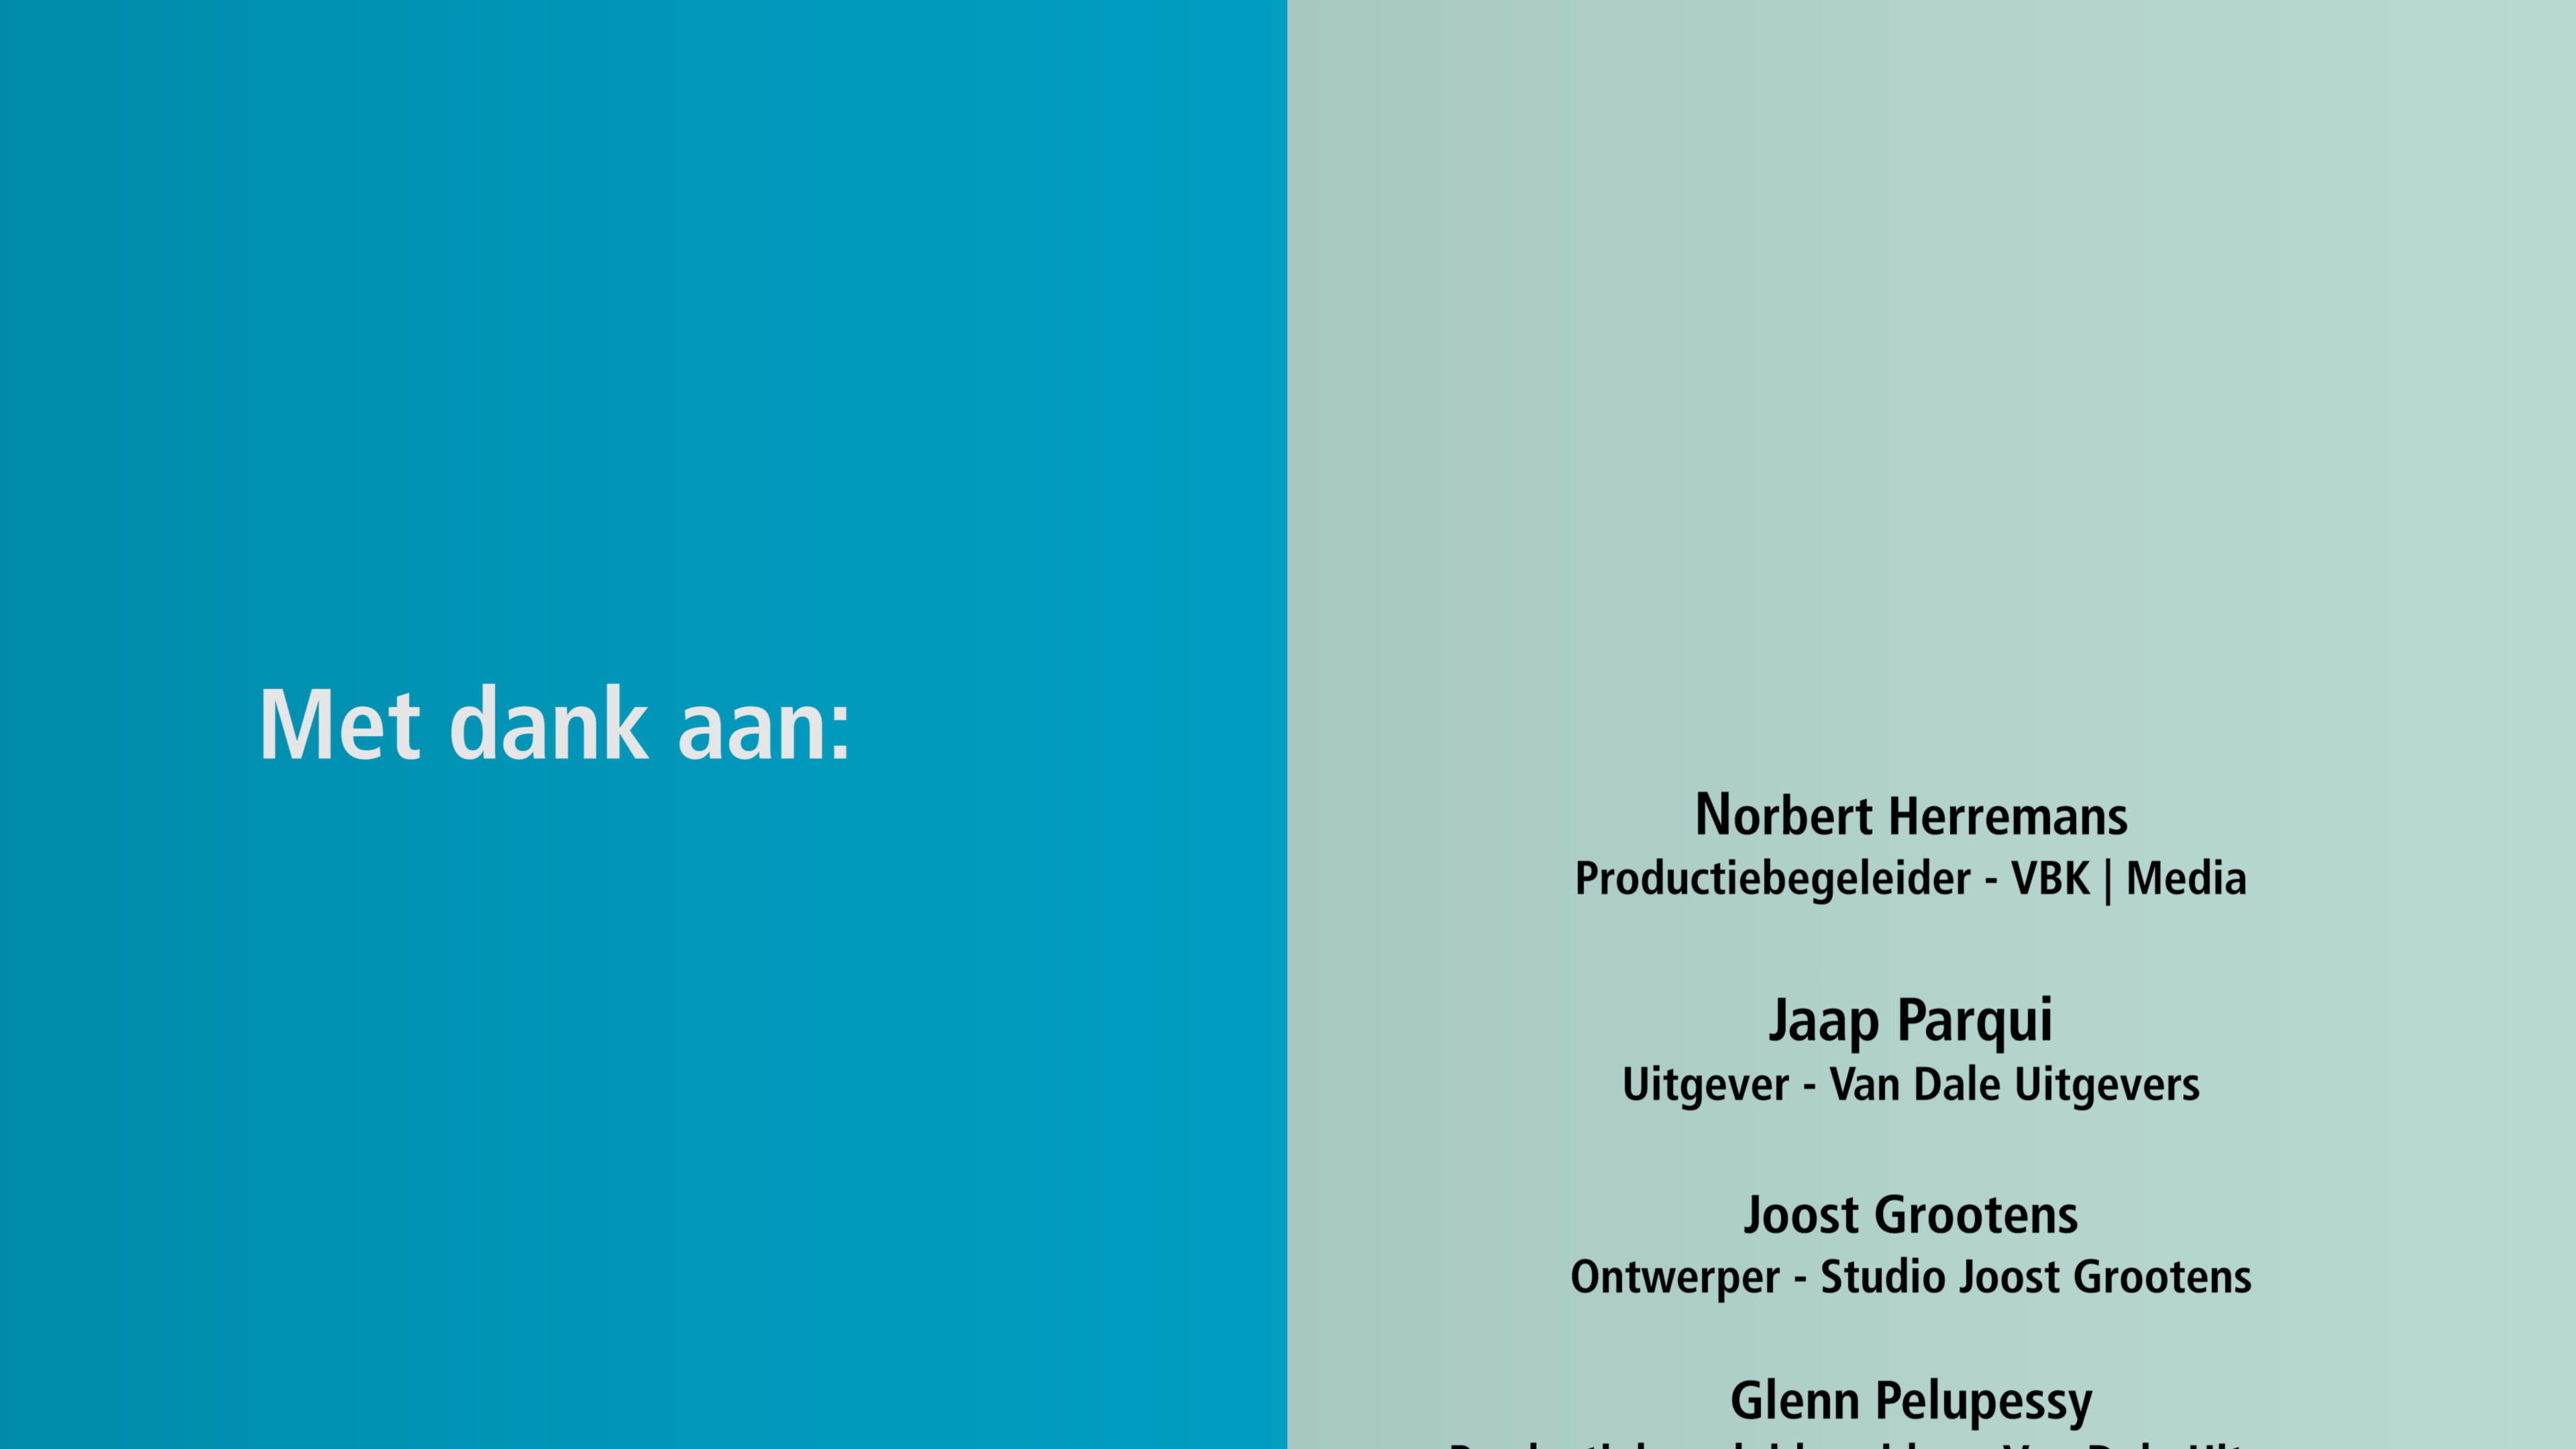 Met dank aan:
Norbert Herremans
Productiebegeleider - VBK | Media
Jaap Parqui
Uitgever - Van Dale Uitgevers
Joost Grootens
Ontwerper - Studio Joost Grootens
Glenn Pelupessy